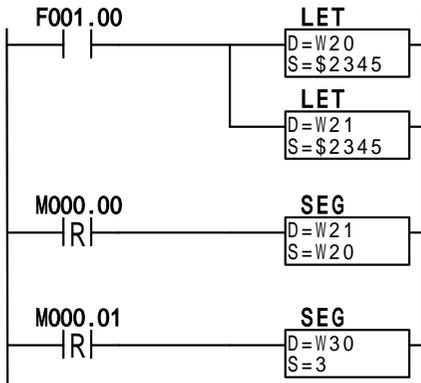 F001.00
LET
D=W20
S=$2345
LET
D=W21
S=$2345
M000.00
R
SEG
D=W21
S=W20
M000.01
R
SEG
D=W30
S=3